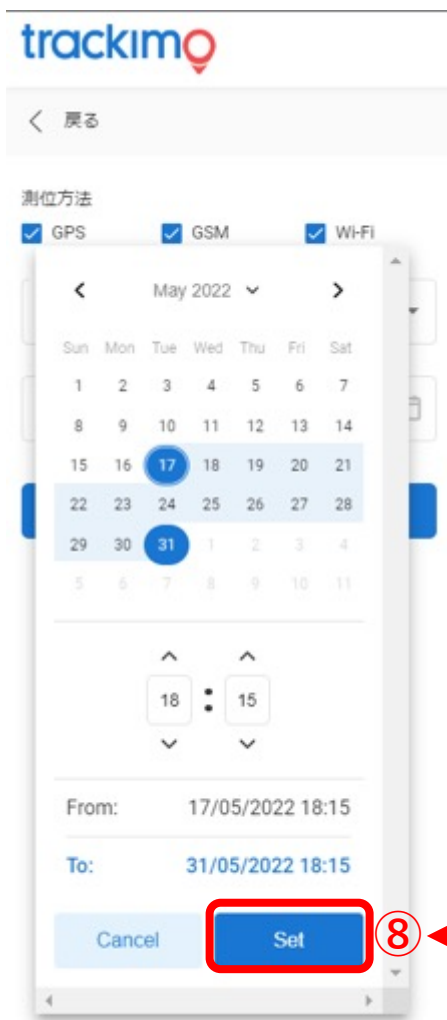 trackimo
戻る
測位方法
GPS GSM Wi-Fi
May 2022
Sun Mon Tue Wed Thu Fri Sat
1 2 3 4 5 6 7
8 9 10 11 12 13 14
15 16 17 18 19 20 21
22 23 24 25 26 27 28
29 30 31 1 2 3 4
5 6 7 8 9 10 11
18 : 15
From: 17/05/2022 18:15
To: 31/05/2022 18:15
Cancel Set ⑧